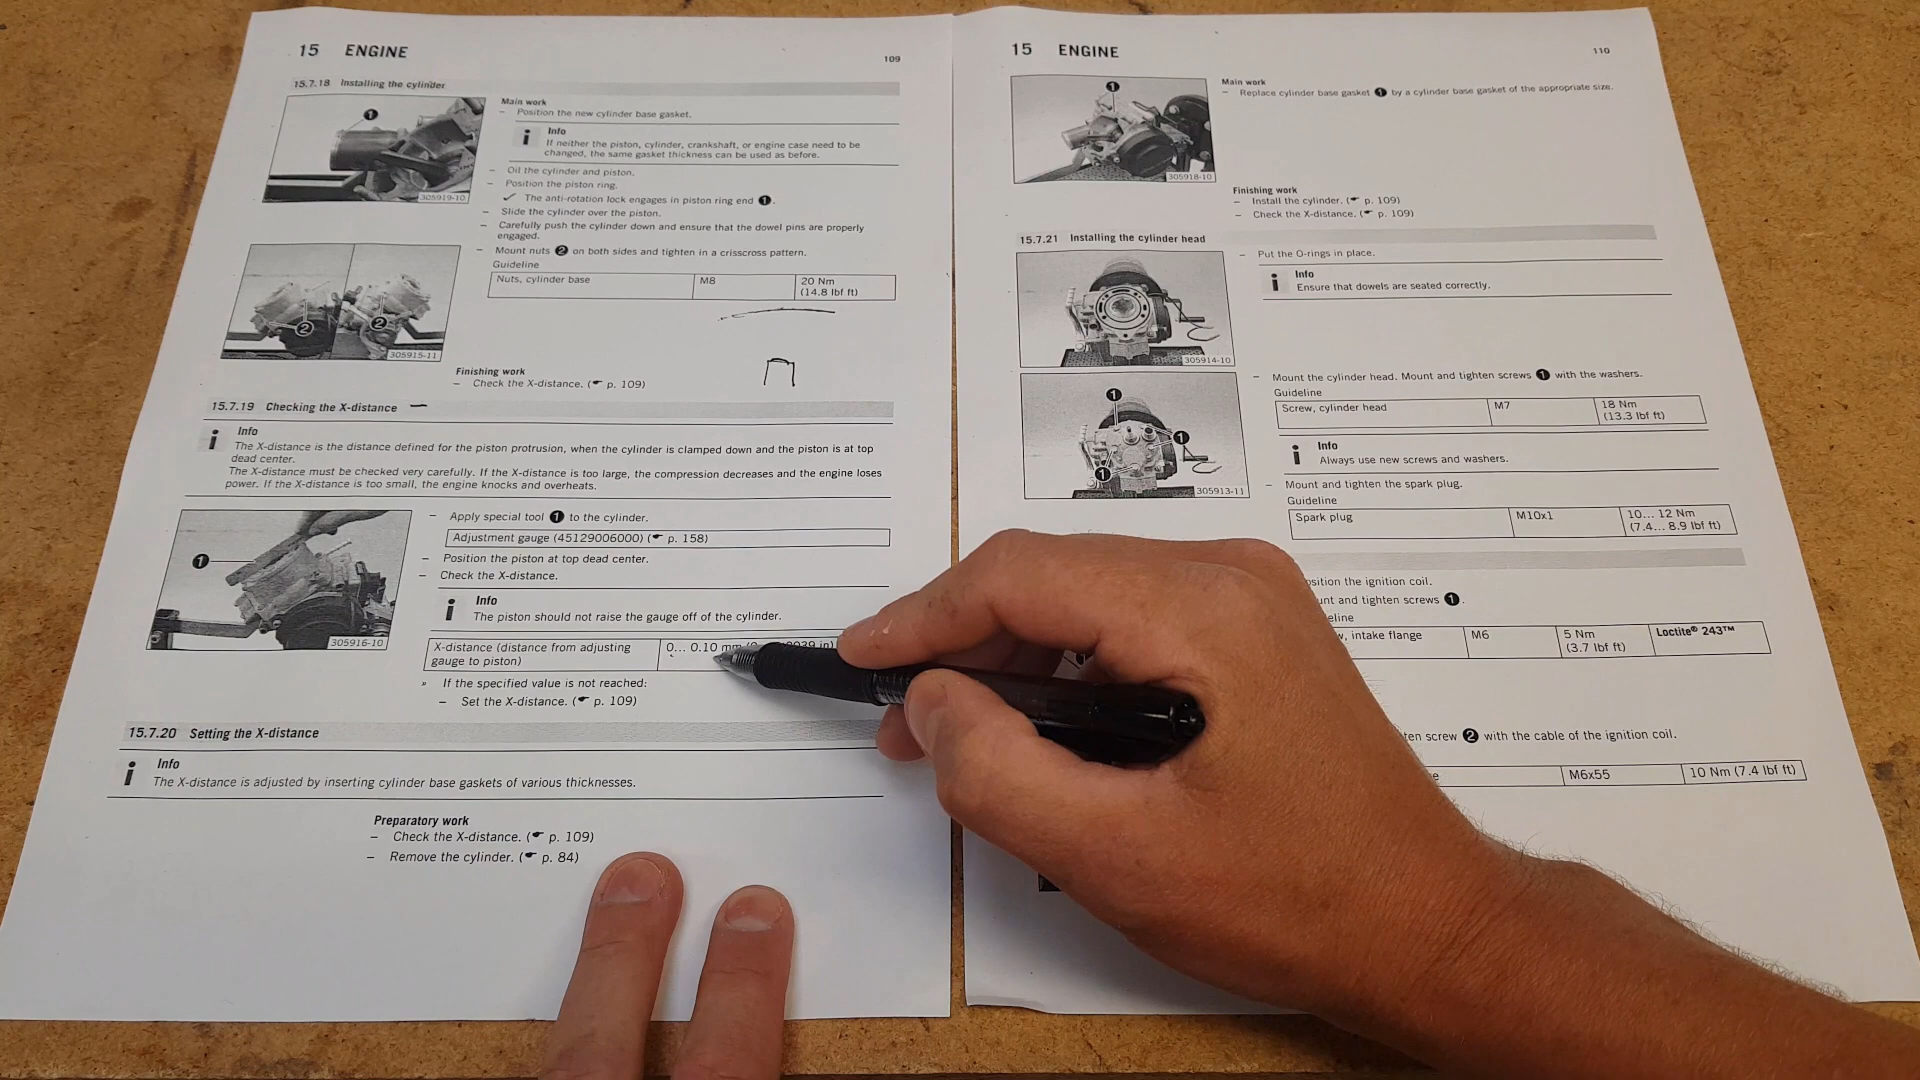 15 ENGINE
109
15.7.18 Installing the cylinder
1
305919-10
Main work
– Position the new cylinder base gasket.
i Info
If neither the piston, cylinder, crankshaft, or engine case need to be
changed, the same gasket thickness can be used as before.
– Oil the cylinder and piston.
– Position the piston ring.
✓ The anti-rotation lock engages in piston ring end 1.
– Slide the cylinder over the piston.
– Carefully push the cylinder down and ensure that the dowel pins are properly
engaged.
2
2
305915-11
– Mount nuts 2 on both sides and tighten in a crisscross pattern.
Guideline
Nuts, cylinder base M8 20 Nm
(14.8 lbf ft)
Finishing work
– Check the X-distance. (☛ p. 109)
15.7.19 Checking the X-distance
i Info
The X-distance is the distance defined for the piston protrusion, when the cylinder is clamped down and the piston is at top
dead center.
The X-distance must be checked very carefully. If the X-distance is too large, the compression decreases and the engine loses
power. If the X-distance is too small, the engine knocks and overheats.
1
305916-10
– Apply special tool 1 to the cylinder.
Adjustment gauge (45129006000) (☛ p. 158)
– Position the piston at top dead center.
– Check the X-distance.
i Info
The piston should not raise the gauge off of the cylinder.
X-distance (distance from adjusting 0... 0.10 mm
gauge to piston)
» If the specified value is not reached:
– Set the X-distance. (☛ p. 109)
15.7.20 Setting the X-distance
i Info
The X-distance is adjusted by inserting cylinder base gaskets of various thicknesses.
Preparatory work
– Check the X-distance. (☛ p. 109)
– Remove the cylinder. (☛ p. 84)
15 ENGINE
110
1
305918-10
Main work
– Replace cylinder base gasket 1 by a cylinder base gasket of the appropriate size.
Finishing work
– Install the cylinder. (☛ p. 109)
– Check the X-distance. (☛ p. 109)
15.7.21 Installing the cylinder head
305914-10
– Put the O-rings in place.
i Info
Ensure that dowels are seated correctly.
1
1
1
305913-11
– Mount the cylinder head. Mount and tighten screws 1 with the washers.
Guideline
Screw, cylinder head M7 18 Nm
(13.3 lbf ft)
i Info
Always use new screws and washers.
– Mount and tighten the spark plug.
Guideline
Spark plug M10x1 10... 12 Nm
(7.4... 8.9 lbf ft)
the ignition coil.
and tighten screws 1.
intake flange M6 5 Nm
(3.7 lbf ft) Loctite® 243™
screw 2 with the cable of the ignition coil.
M6x55 10 Nm (7.4 lbf ft)